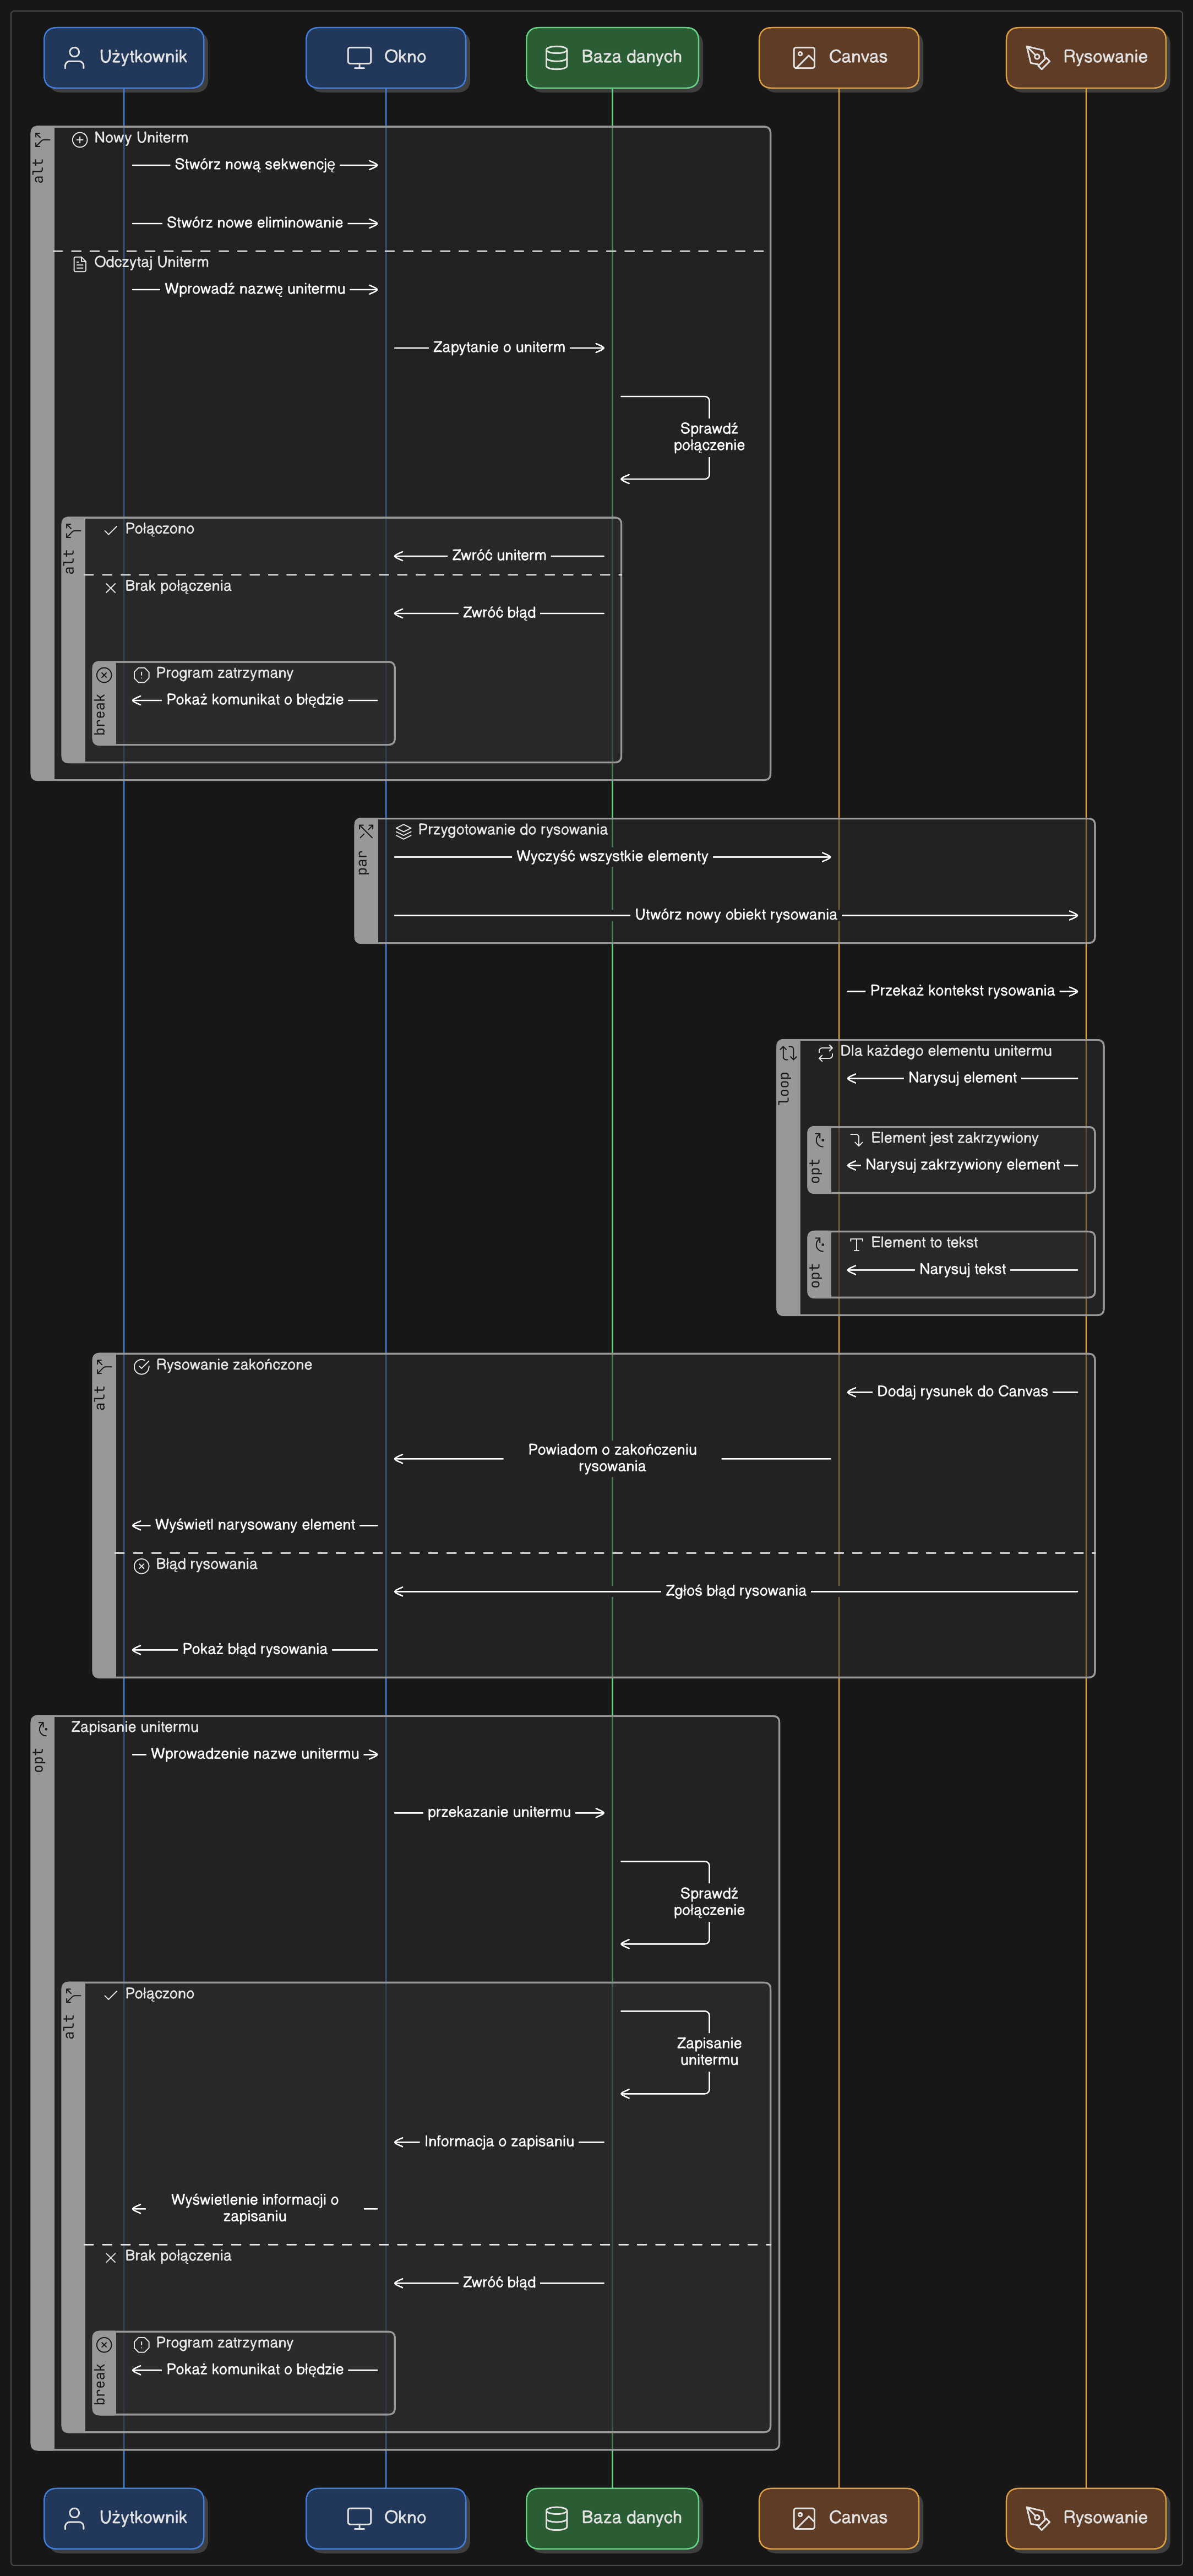 Użytkownik
Okno
Baza danych
Canvas
Rysowanie
alt
Nowy Uniterm
Stwórz nową sekwencję
Stwórz nowe eliminowanie
Odczytaj Uniterm
Wprowadź nazwę unitermu
Zapytanie o uniterm
Sprawdź
połączenie
alt
Połączono
Zwróć uniterm
Brak połączenia
Zwróć błąd
break
Program zatrzymany
Pokaż komunikat o błędzie
par
Przygotowanie do rysowania
Wyczyść wszystkie elementy
Utwórz nowy obiekt rysowania
Przekaż kontekst rysowania
loop
Dla każdego elementu unitermu
Narysuj element
opt
Element jest zakrzywiony
Narysuj zakrzywiony element
opt
Element to tekst
Narysuj tekst
alt
Rysowanie zakończone
Dodaj rysunek do Canvas
Powiadom o zakończeniu
rysowania
Wyświetl narysowany element
Błąd rysowania
Zgłoś błąd rysowania
Pokaż błąd rysowania
opt
Zapisanie unitermu
Wprowadzenie nazwe unitermu
przekazanie unitermu
Sprawdź
połączenie
alt
Połączono
Zapisanie
unitermu
Informacja o zapisaniu
Wyświetlenie informacji o
zapisaniu
Brak połączenia
Zwróć błąd
break
Program zatrzymany
Pokaż komunikat o błędzie
Użytkownik
Okno
Baza danych
Canvas
Rysowanie